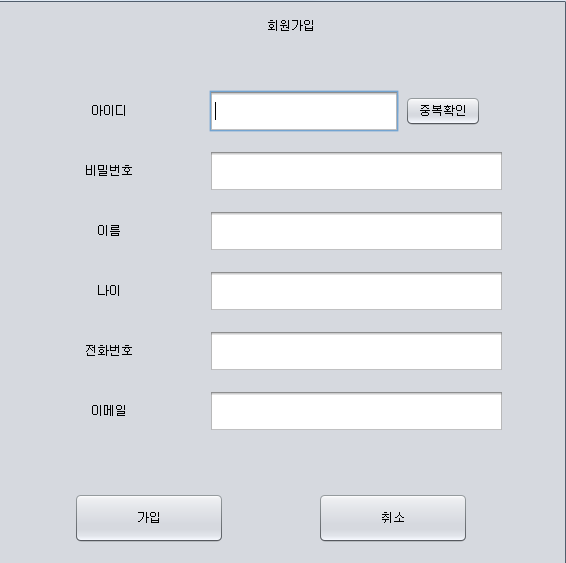 회원가입
아이디 중복확인
비밀번호
이름
나이
전화번호
이메일
가입 취소